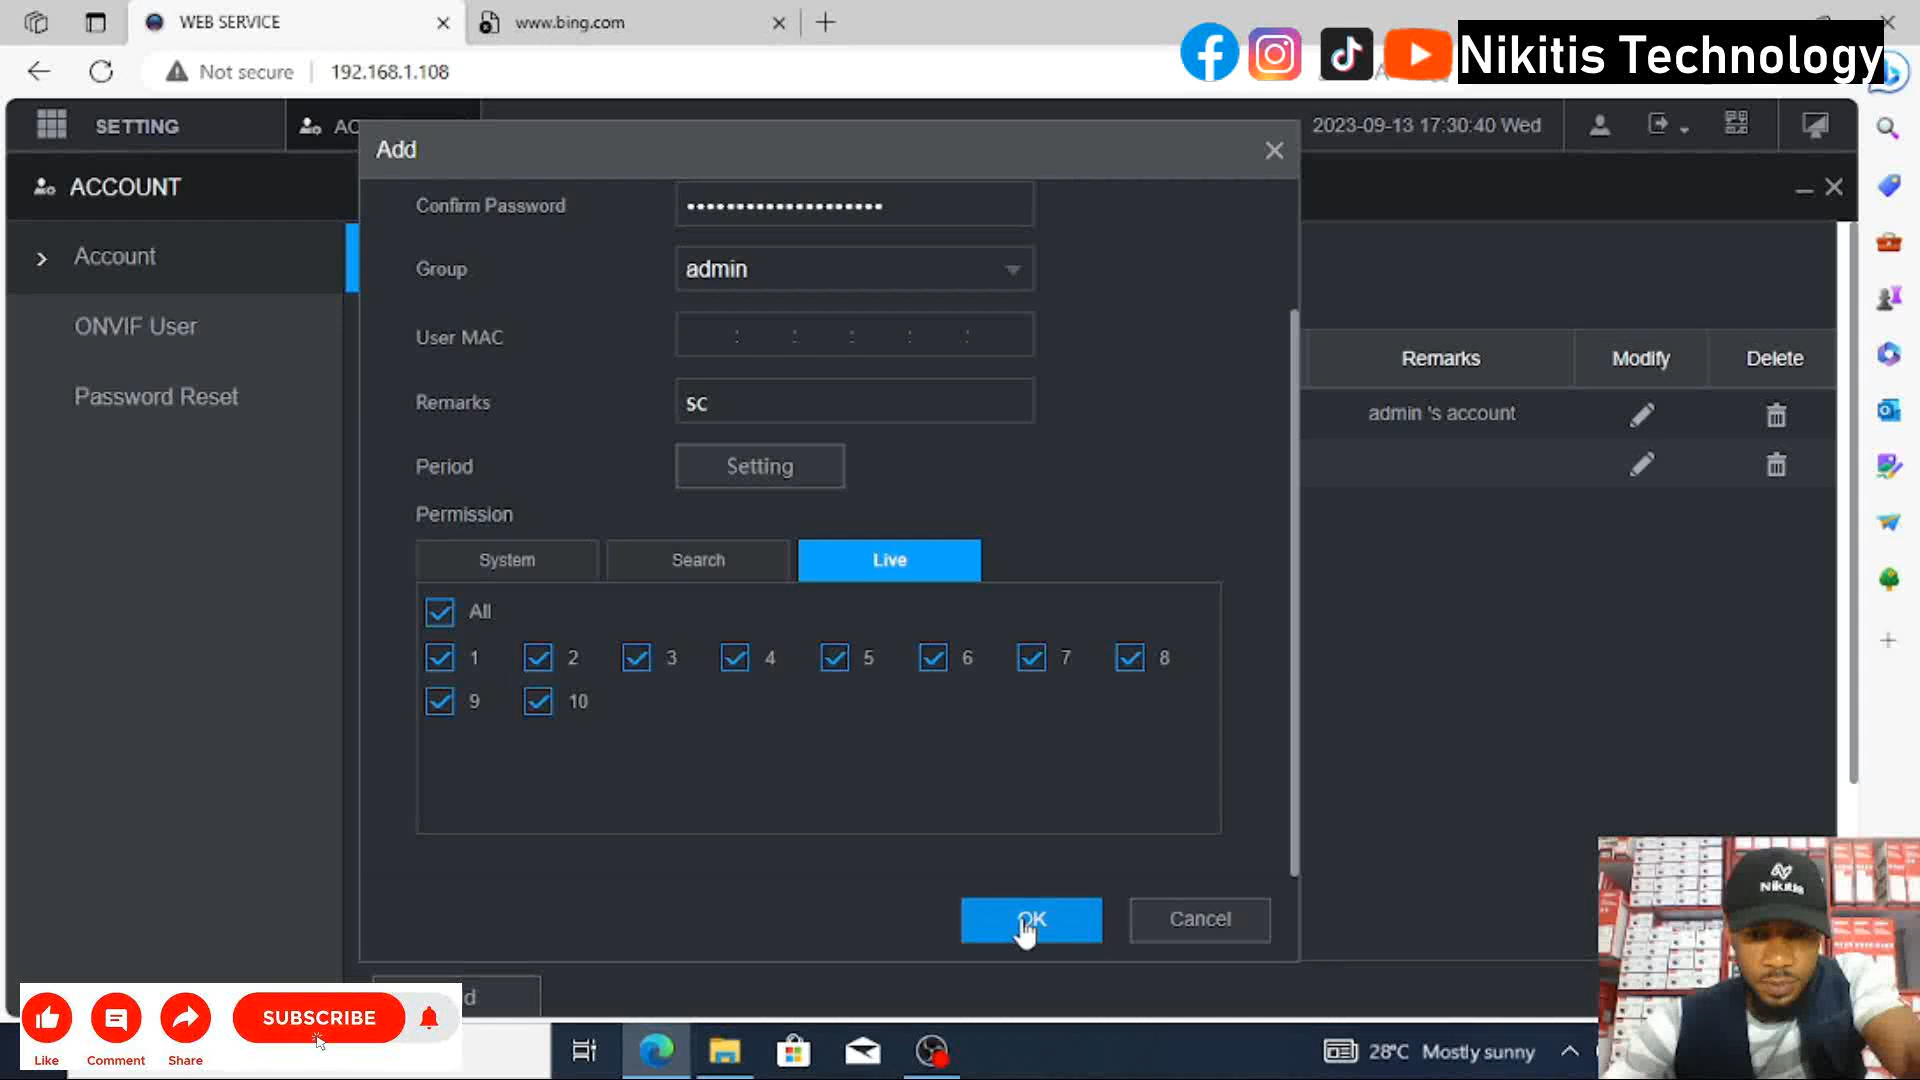 WEB SERVICE
www.bing.com
Nikitis Technology
Not secure
192.168.1.108
SETTING
AC
2023-09-13 17:30:40 Wed
Add
ACCOUNT
Account
ONVIF User
Password Reset
Confirm Password
••••••••••••••••••••
Group
admin
User MAC
: : : : :
Remarks
sc
Period
Setting
Permission
System
Search
Live
All
1 2 3 4 5 6 7 8
9 10
OK
Cancel
Remarks
Modify
Delete
admin 's account
d
SUBSCRIBE
Like
Comment
Share
28°C Mostly sunny
Nikitis